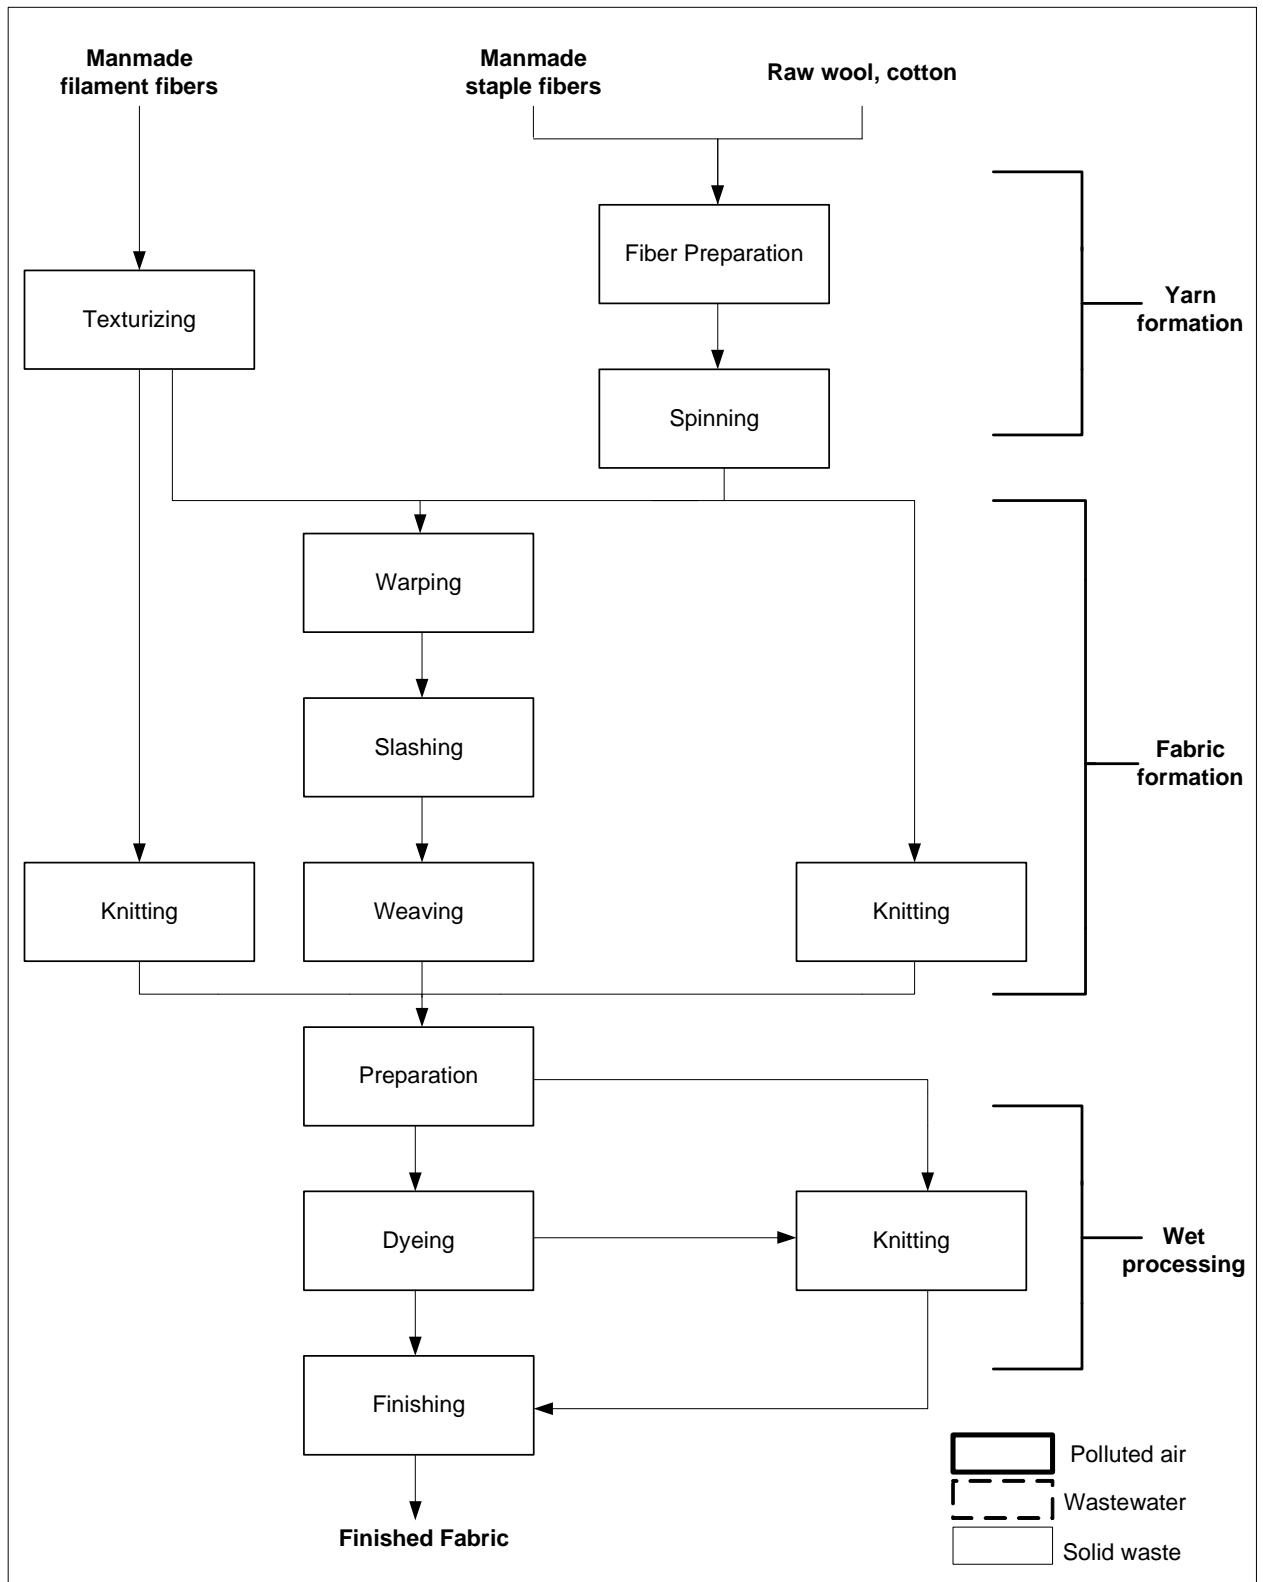 Manmade
filament fibers
Manmade
staple fibers
Raw wool, cotton
Fiber Preparation
Texturizing
Yarn
formation
Spinning
Warping
Slashing
Fabric
formation
Knitting
Weaving
Knitting
Preparation
Dyeing
Knitting
Wet
processing
Finishing
Polluted air
Wastewater
Solid waste
Finished Fabric